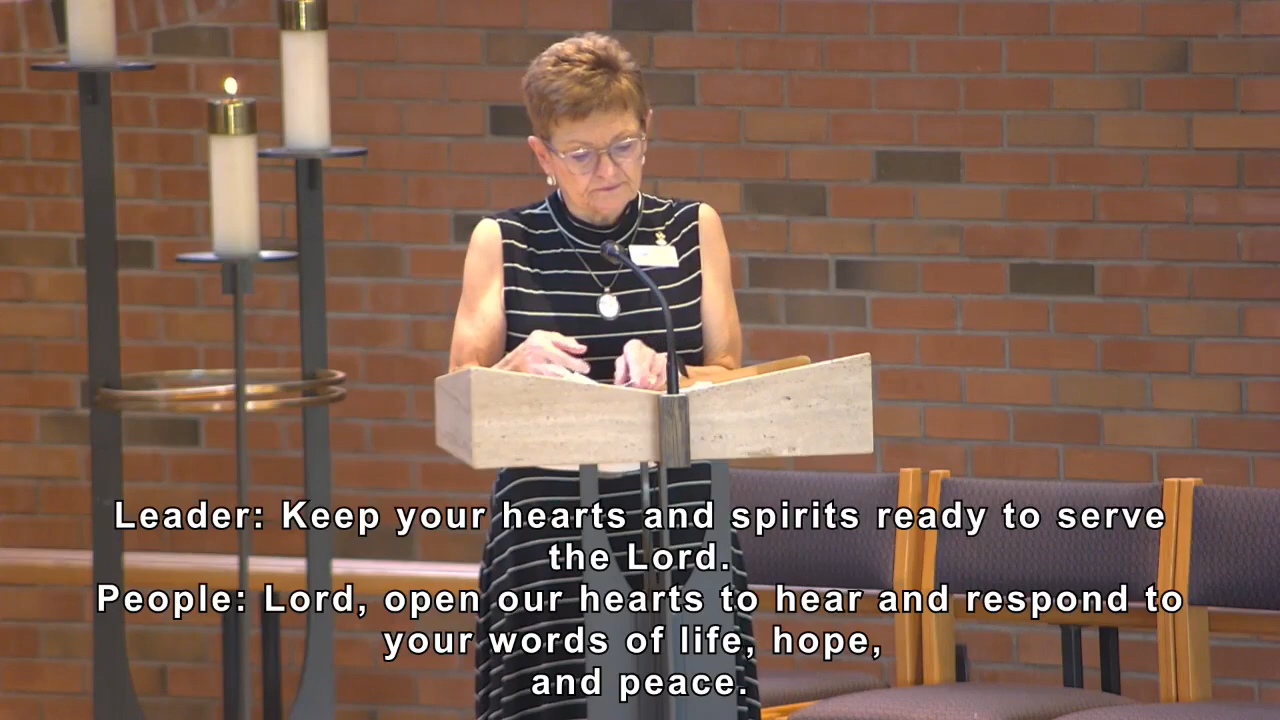 Leader: Keep your hearts and spirits ready to serve
the Lord.
People: Lord, open our hearts to hear and respond to
your words of life, hope,
and peace.